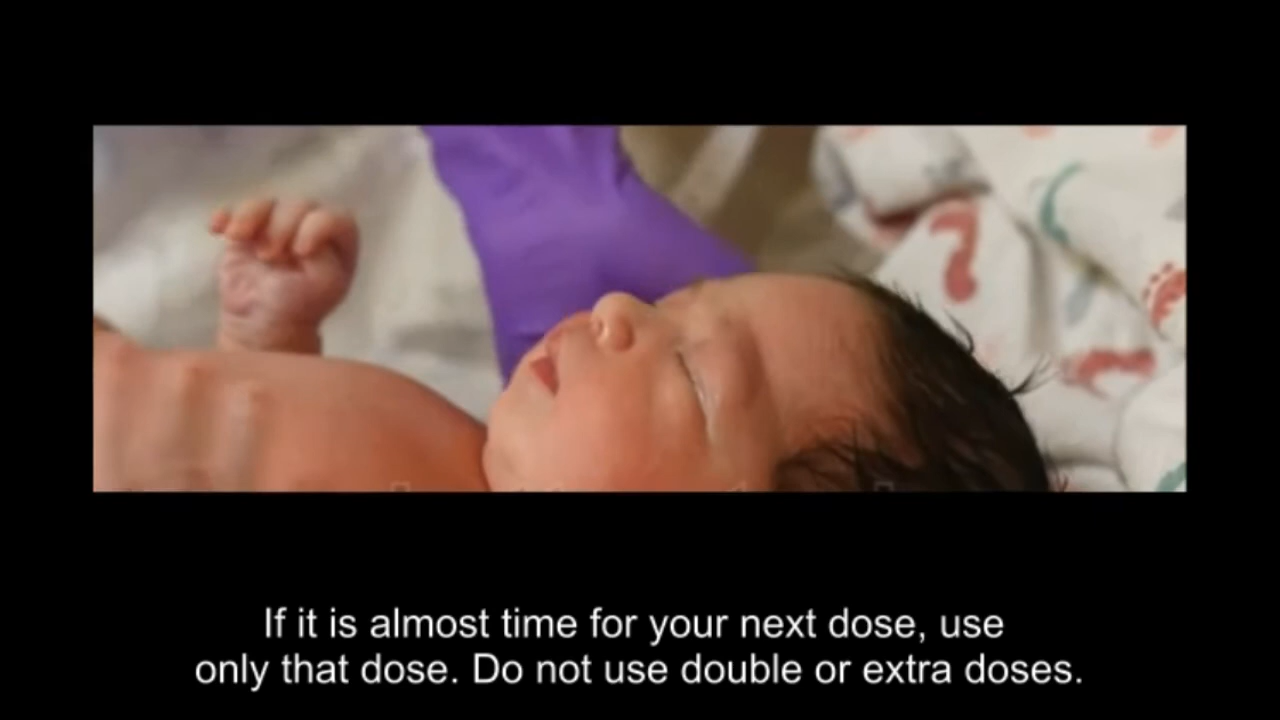 If it is almost time for your next dose, use
only that dose. Do not use double or extra doses.